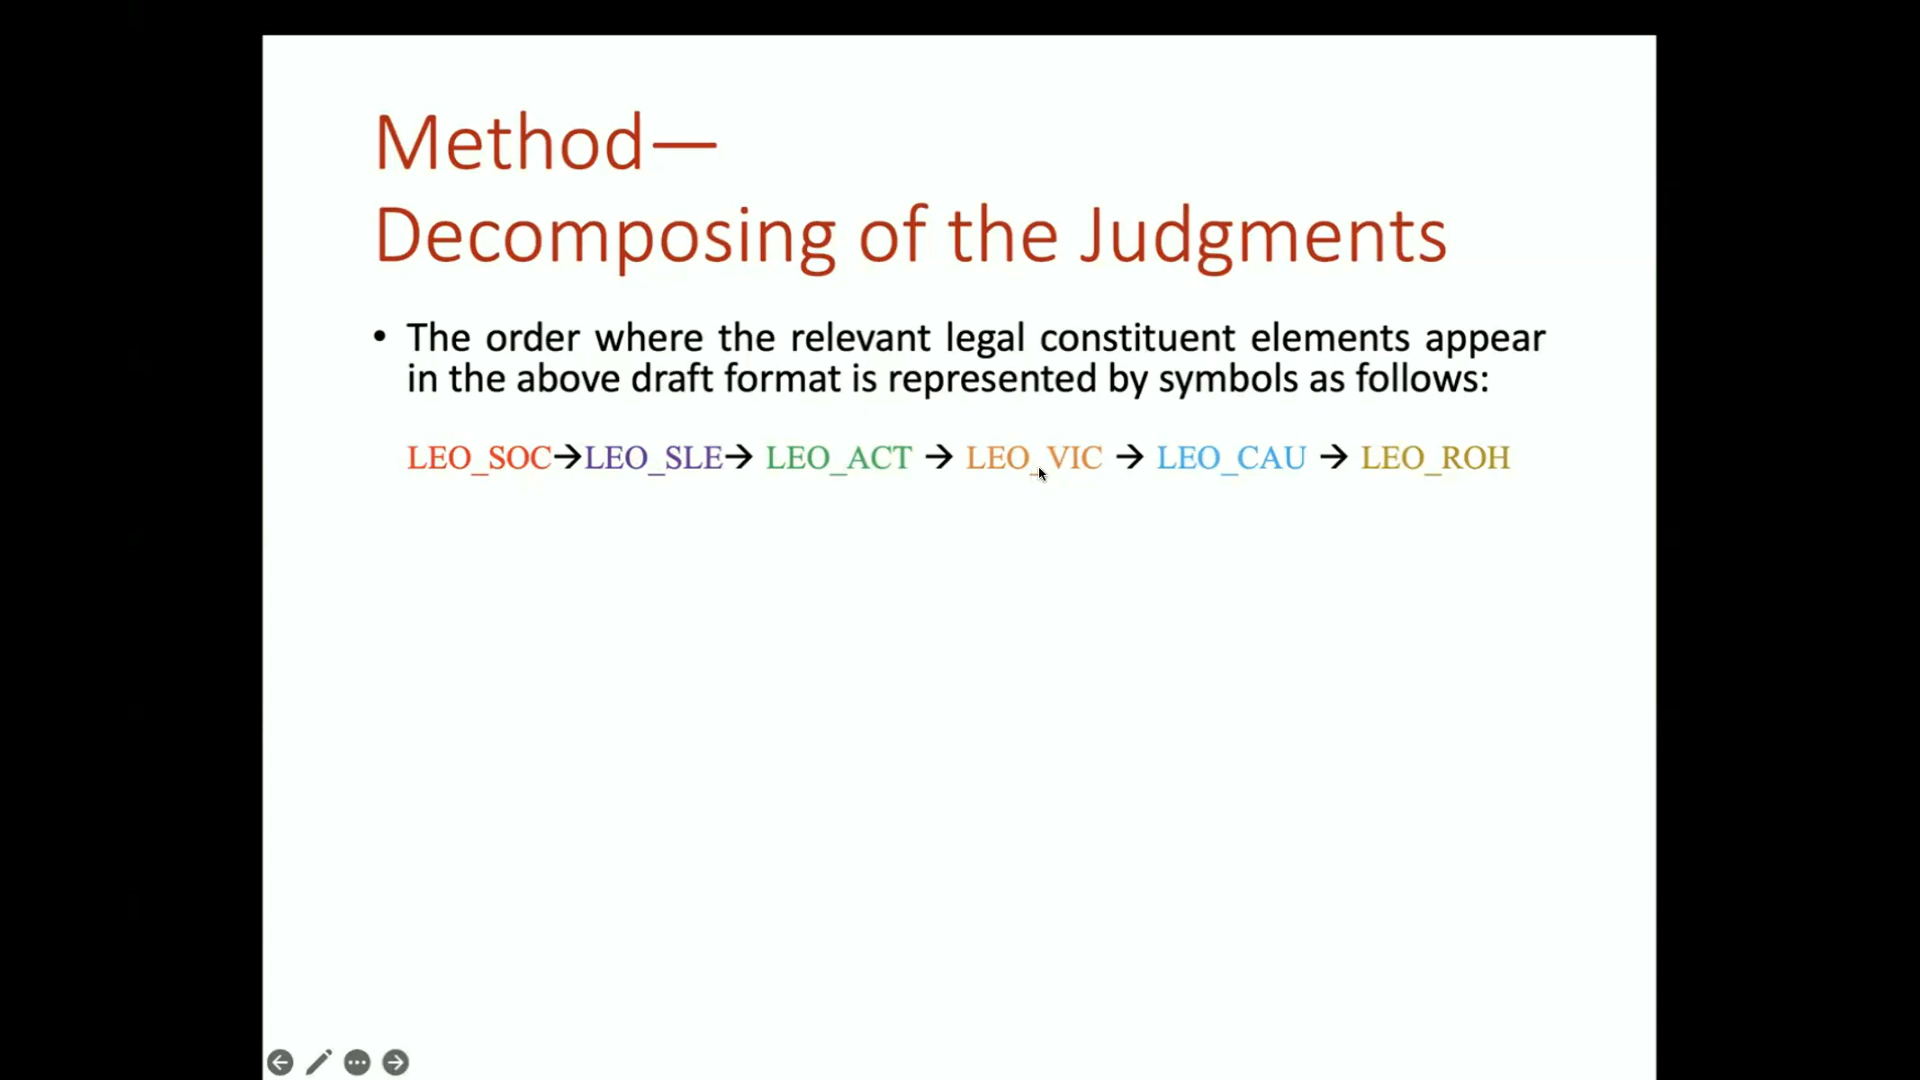 Method—
Decomposing of the Judgments
• The order where the relevant legal constituent elements appear
in the above draft format is represented by symbols as follows:
LEO_SOC→LEO_SLE→ LEO_ACT → LEO_VIC → LEO_CAU → LEO_ROH